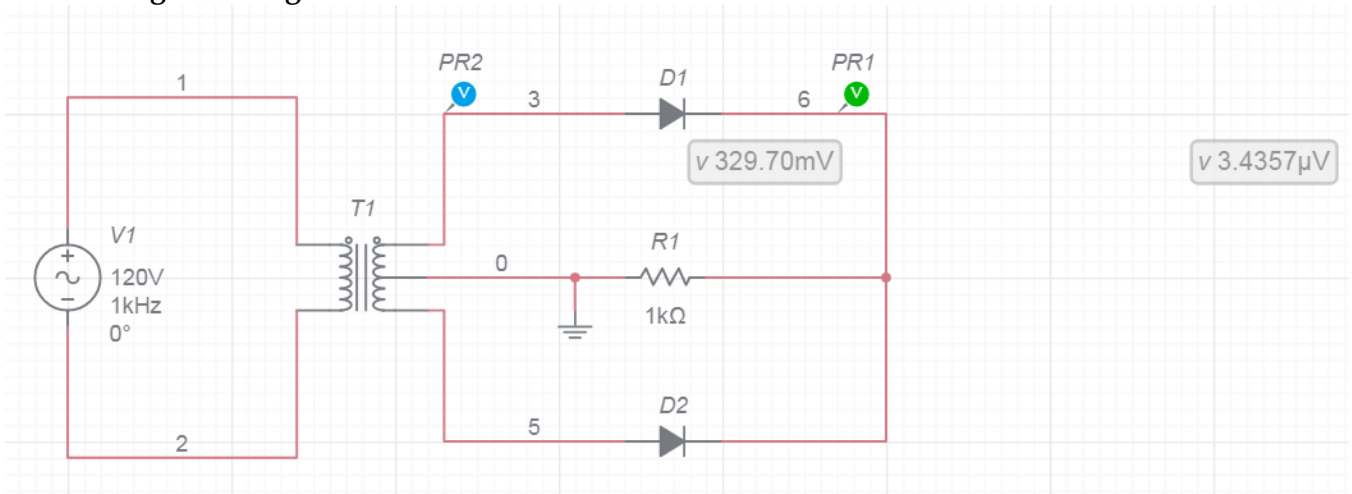 PR2
PR1
D1
1
3
6
V
V
v 329.70mV
v 3.4357µV
T1
V1
R1
120V
0
1kHz
1kΩ
0°
D2
5
2